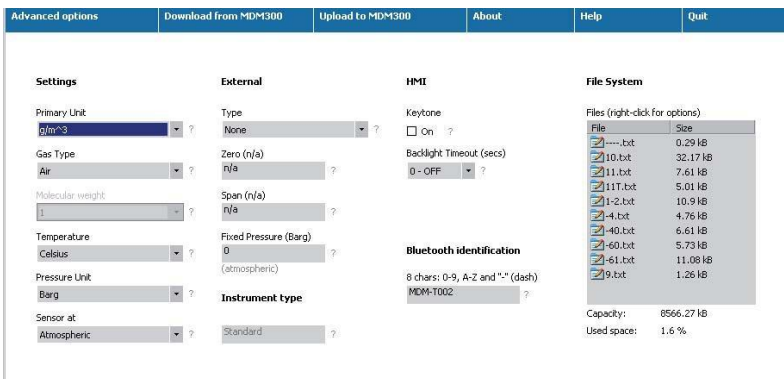 Advanced options
Download from MDM300
Upload to MDM300
About
Help
Quit
Settings
Primary Unit
g/m^3
?
Gas Type
Air
?
Molecular weight
1
?
Temperature
Celsius
?
Pressure Unit
Barg
?
Sensor at
Atmospheric
?
External
Type
None
?
Zero (n/a)
n/a
?
Span (n/a)
n/a
?
Fixed Pressure (Barg)
0
?
(atmospheric)
Instrument type
Standard
?
HMI
Keytone
On ?
Backlight Timeout (secs)
0 - OFF
?
Bluetooth identification
8 chars: 0-9, A-Z and "-" (dash)
MDM-T002
?
File System
Files (right-click for options)
File Size
----.txt 0.29 kB
10.txt 32.17 kB
11.txt 7.61 kB
11T.txt 5.01 kB
1-2.txt 10.9 kB
-4.txt 4.76 kB
-40.txt 6.61 kB
-60.txt 5.73 kB
-61.txt 11.08 kB
9.txt 1.26 kB
Capacity: 8566.27 kB
Used space: 1.6 %